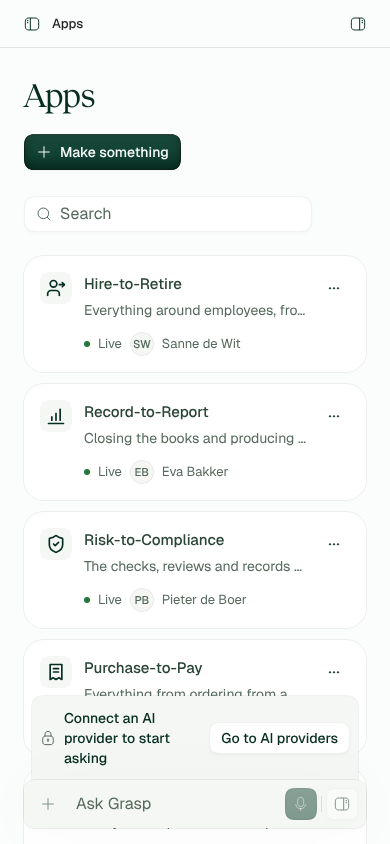 Apps
Apps
Make something
Search
Hire-to-Retire
Everything around employees, fro...
Live SW Sanne de Wit
Record-to-Report
Closing the books and producing ...
Live EB Eva Bakker
Risk-to-Compliance
The checks, reviews and records ...
Live PB Pieter de Boer
Purchase-to-Pay
Everything from ordering from a
Connect an AI
provider to start
asking
Go to AI providers
Ask Grasp